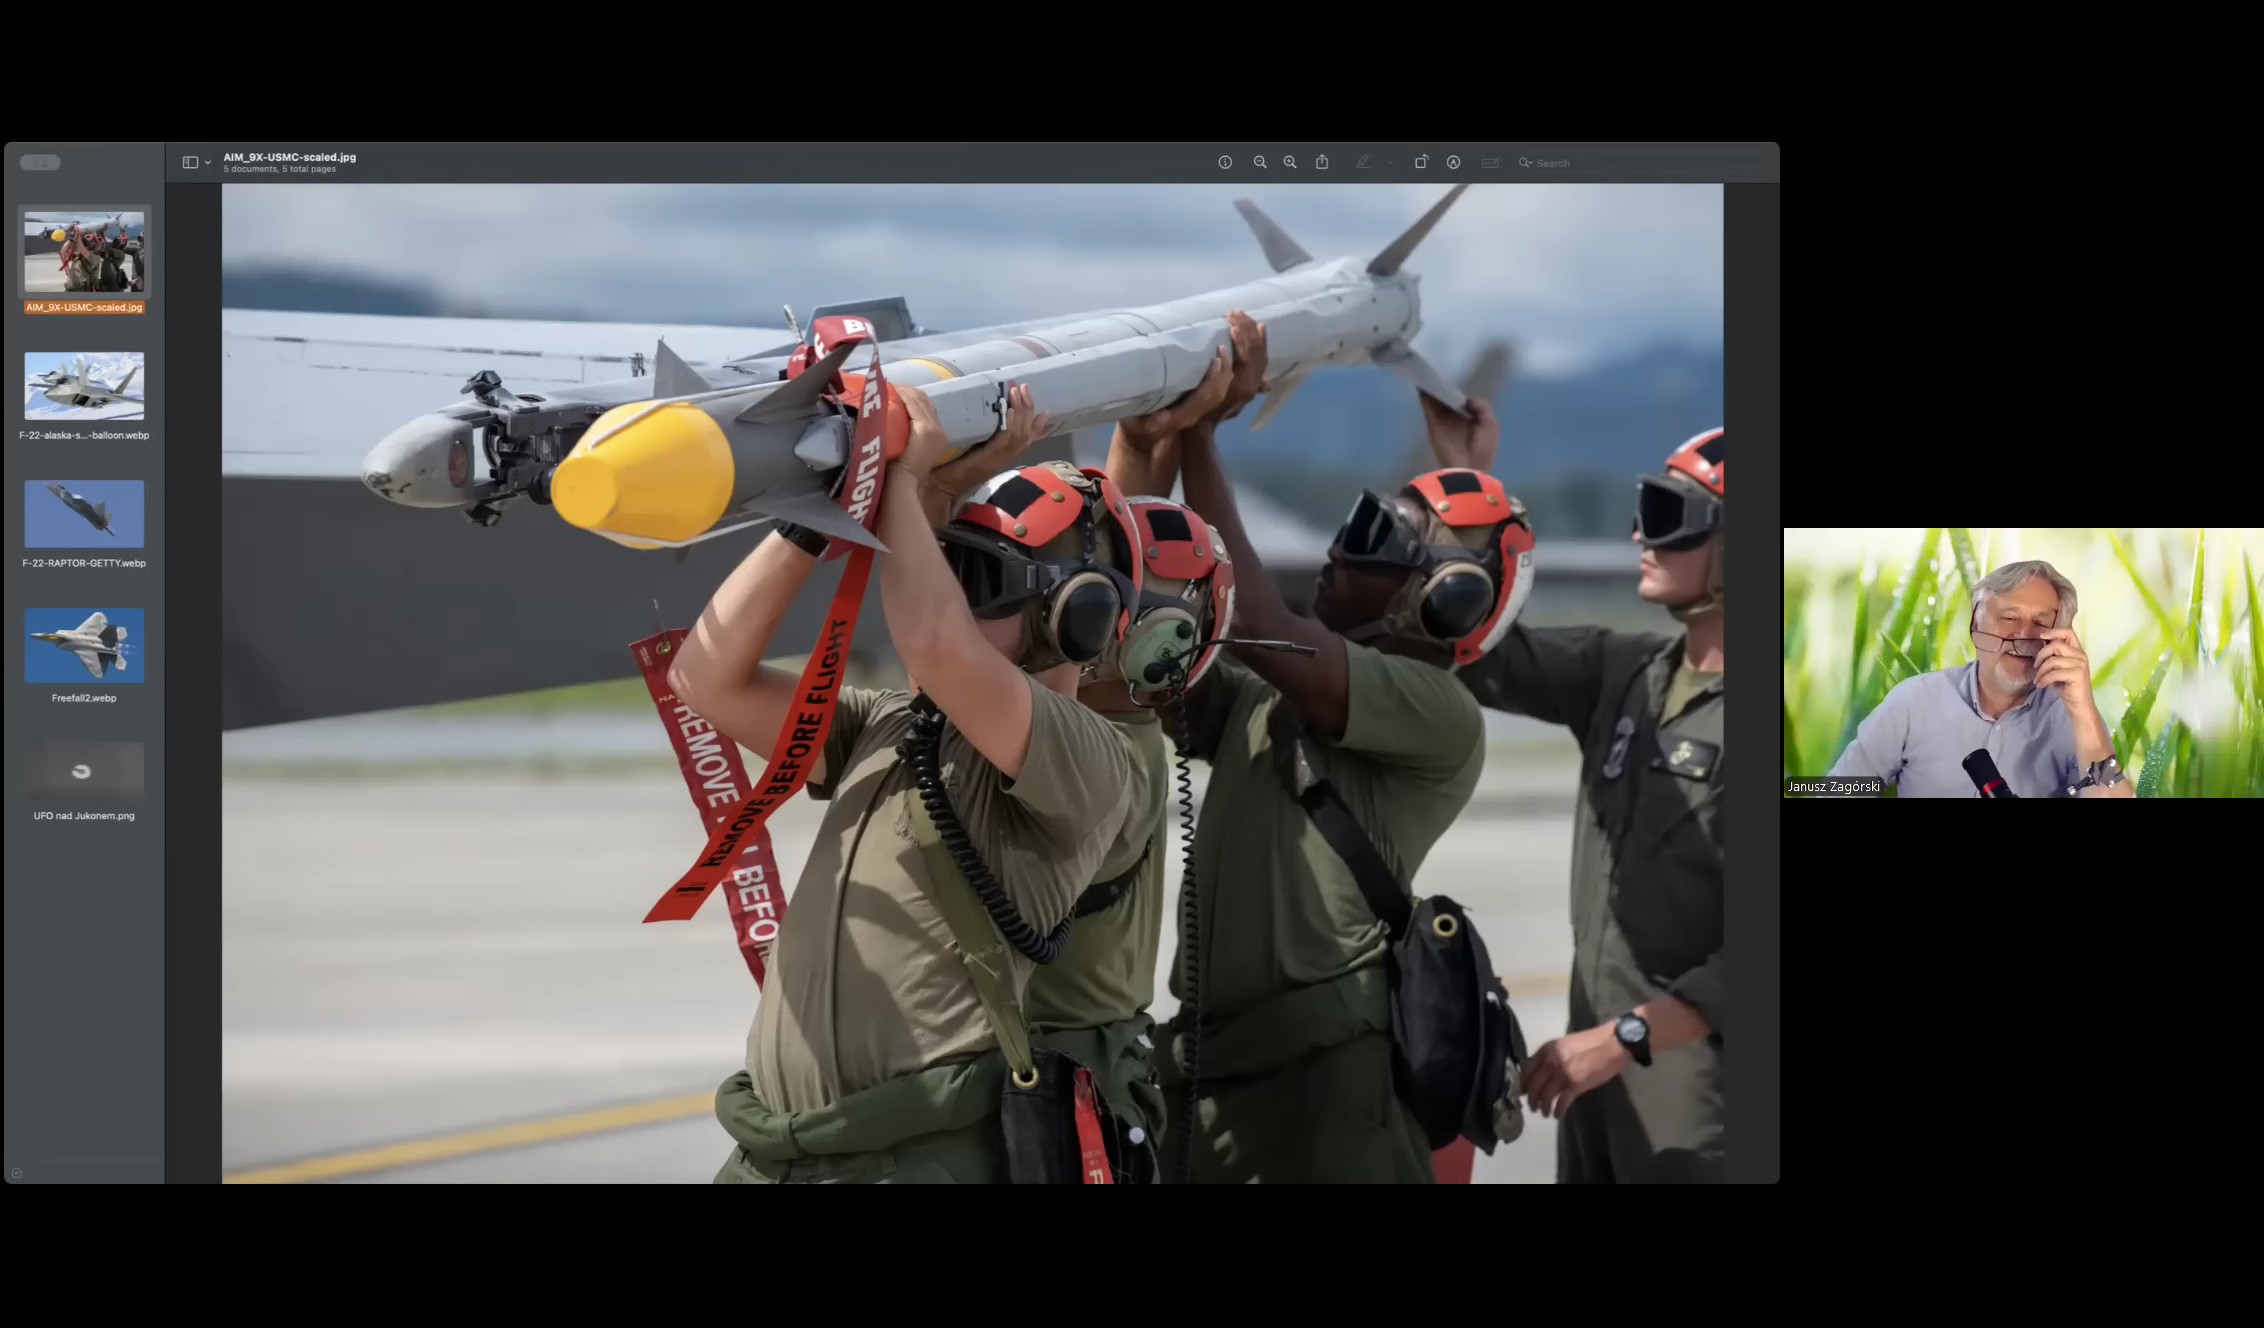 AIM_9X-USMC-scaled.jpg
5 documents, 5 total pages
Search
AIM_9X-USMC-scaled.jpg
F-22-alaska-s...-balloon.webp
F-22-RAPTOR-GETTY.webp
Freefall2.webp
UFO nad Jukonem.png
FLIGH
REMOVE BEFORE FLIGHT
REMOVE
BEFO
Janusz Zagórski